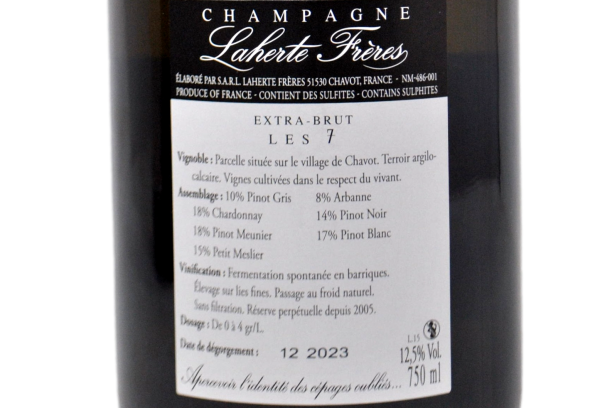 CHAMPAGNE
Laherte Frères
ÉLABORÉ PAR S.A.R.L. LAHERTE FRÈRES 51530 CHAVOT, FRANCE - NM-486-001
PRODUCE OF FRANCE - CONTIENT DES SULFITES - CONTAINS SULPHITES
EXTRA-BRUT
LES 7
Vignoble : Parcelle située sur le village de Chavot. Terroir argilo-
calcaire. Vignes cultivées dans le respect du vivant.
Assemblage : 10% Pinot Gris 8% Arbanne
18% Chardonnay 14% Pinot Noir
18% Pinot Meunier 17% Pinot Blanc
15% Petit Meslier
Vinification : Fermentation spontanée en barriques.
Élevage sur lies fines. Passage au froid naturel.
Sans filtration. Réserve perpétuelle depuis 2005.
Dosage : De 0 à 4 gr/L.
L15
Date de dégorgement : 12 2023 12,5% Vol.
Apercevoir l'identité des cépages oubliés... 750 ml